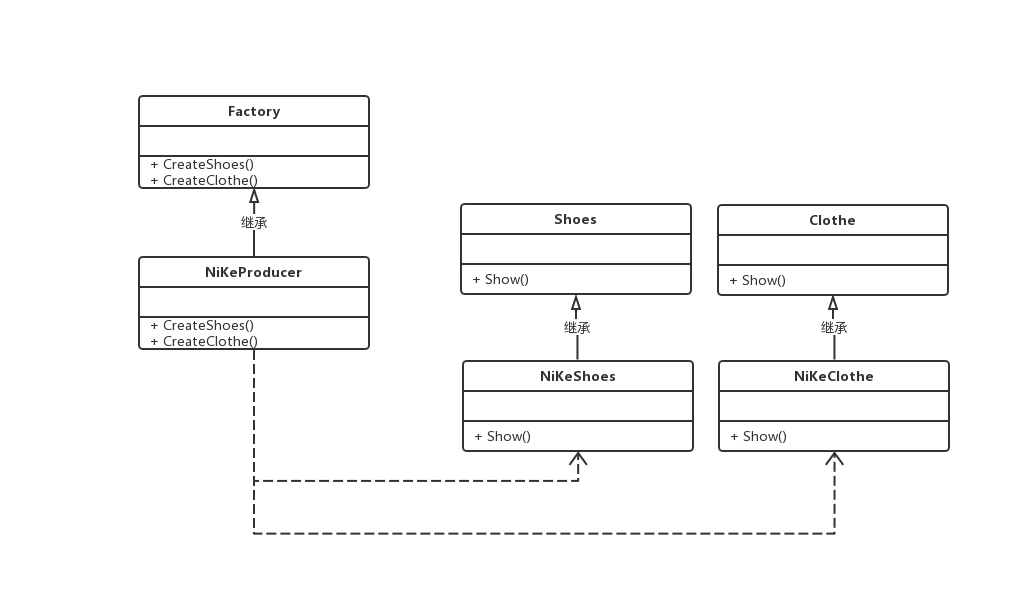 Factory
+ CreateShoes()
+ CreateClothe()
继承
NiKeProducer
+ CreateShoes()
+ CreateClothe()
Shoes
+ Show()
继承
NiKeShoes
+ Show()
Clothe
+ Show()
继承
NiKeClothe
+ Show()